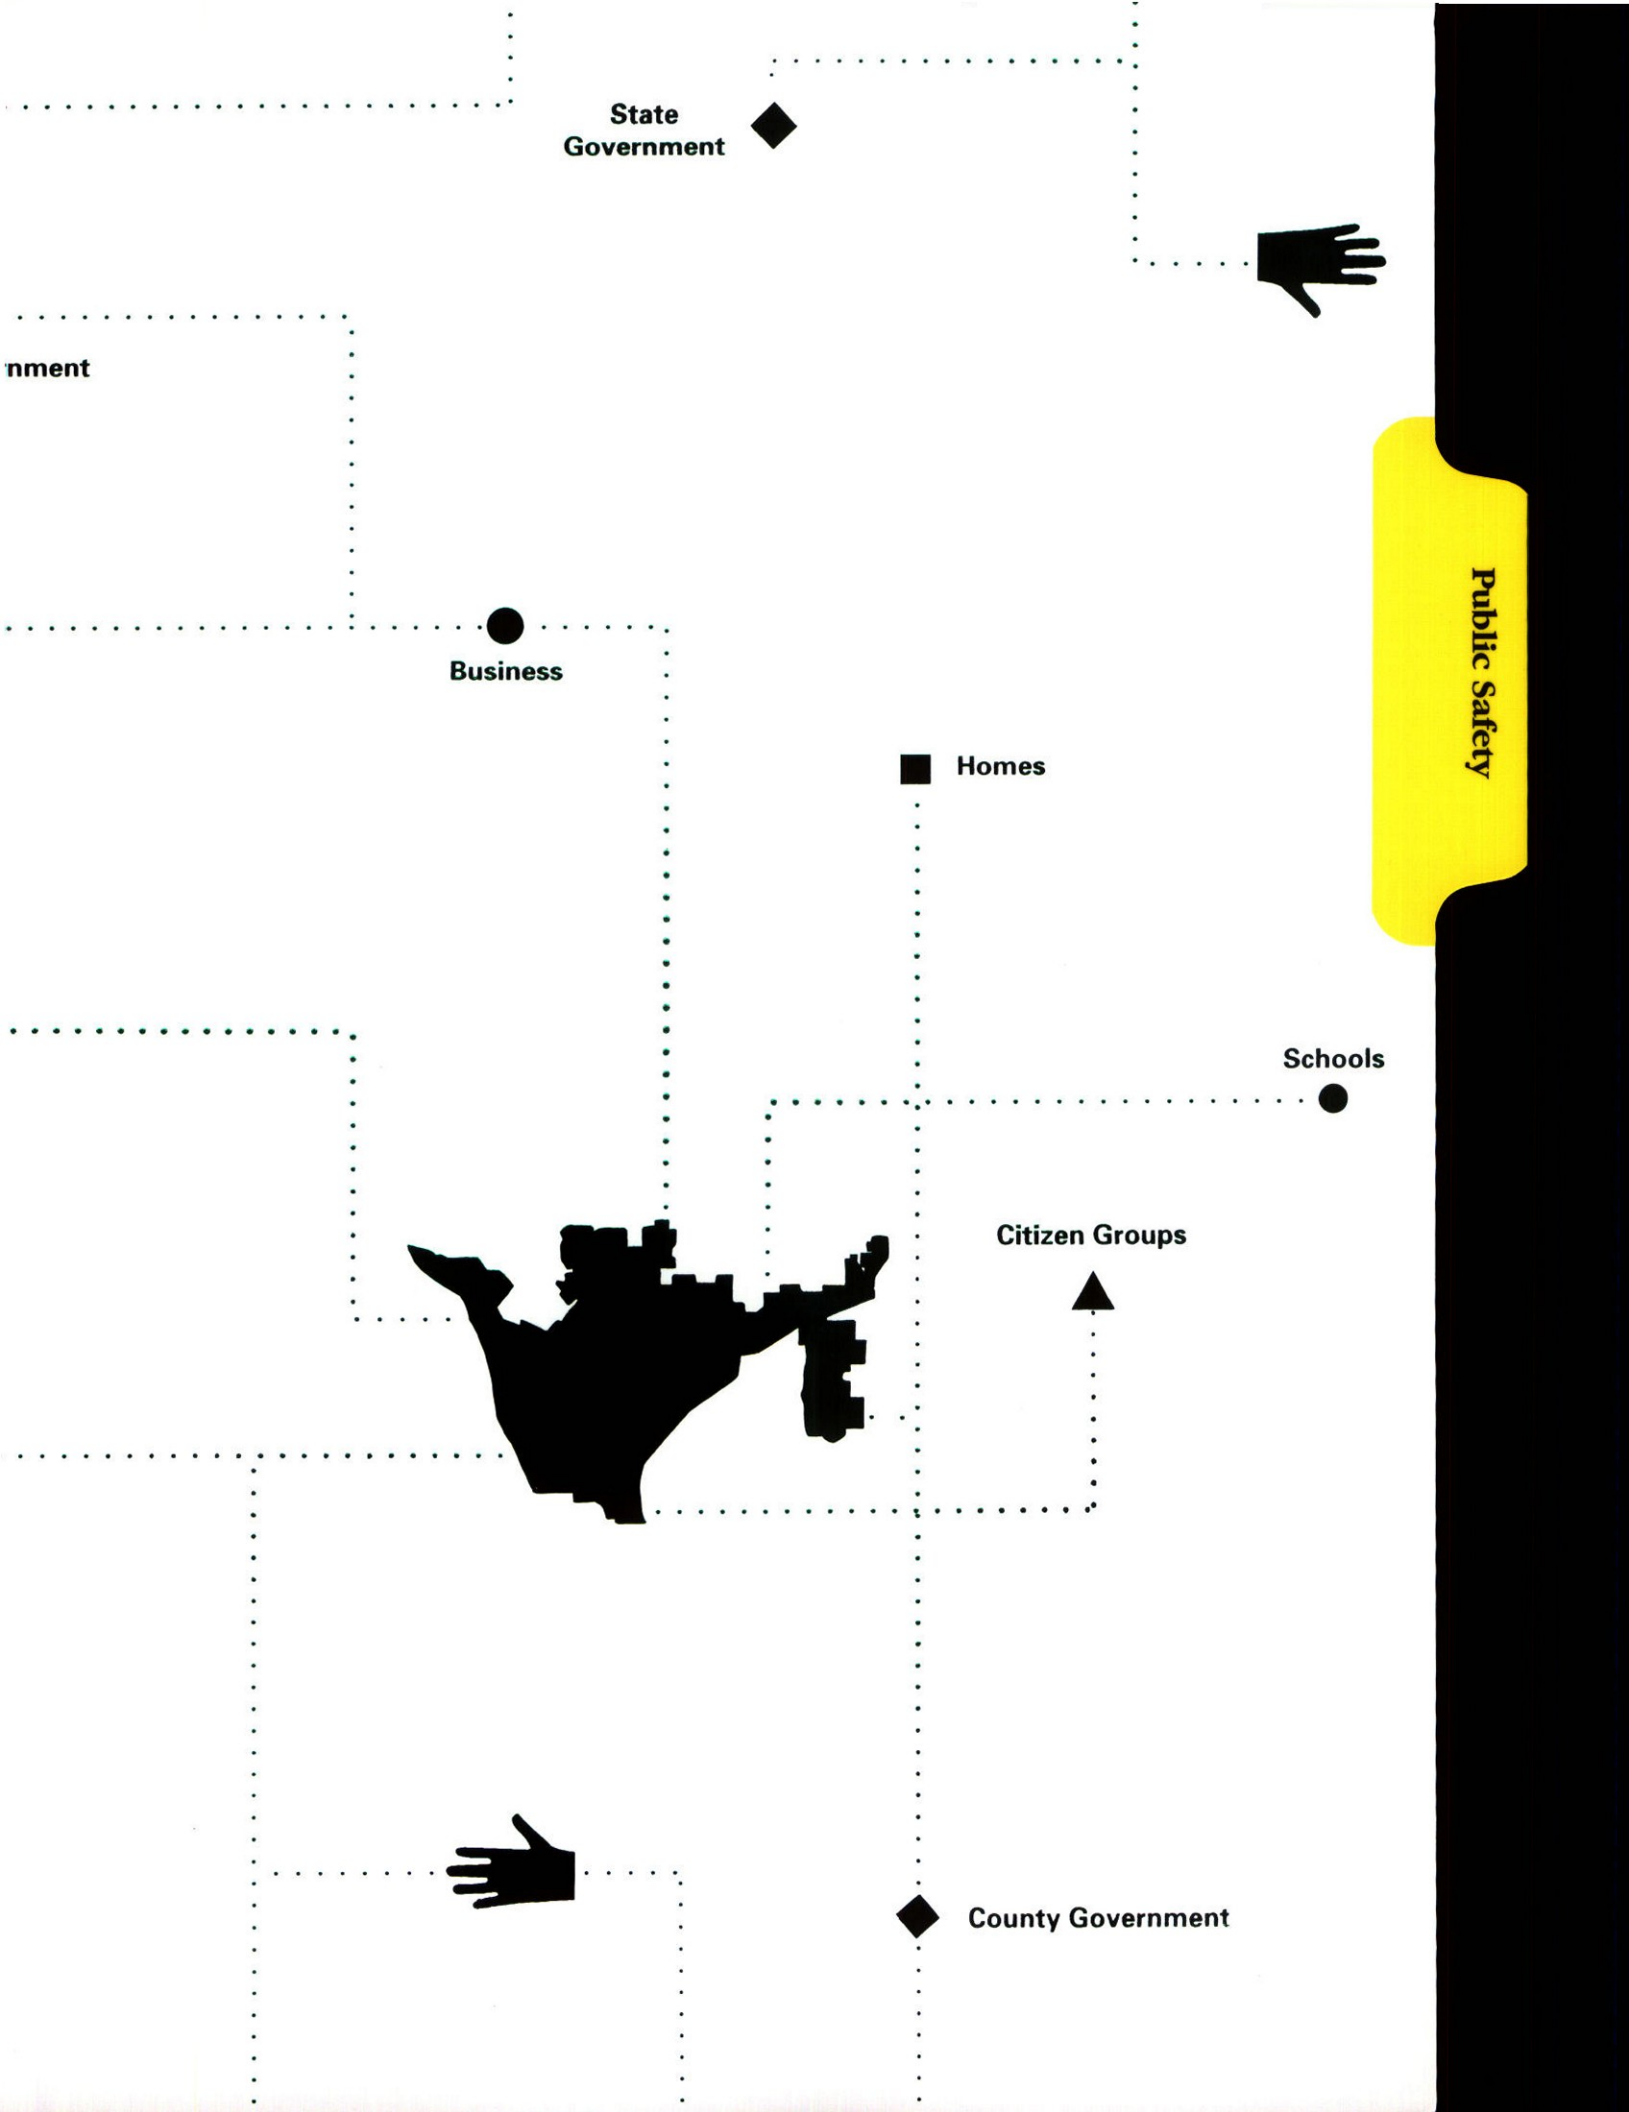 State
Government
nment
Business
Public Safety
Homes
Schools
Citizen Groups
County Government